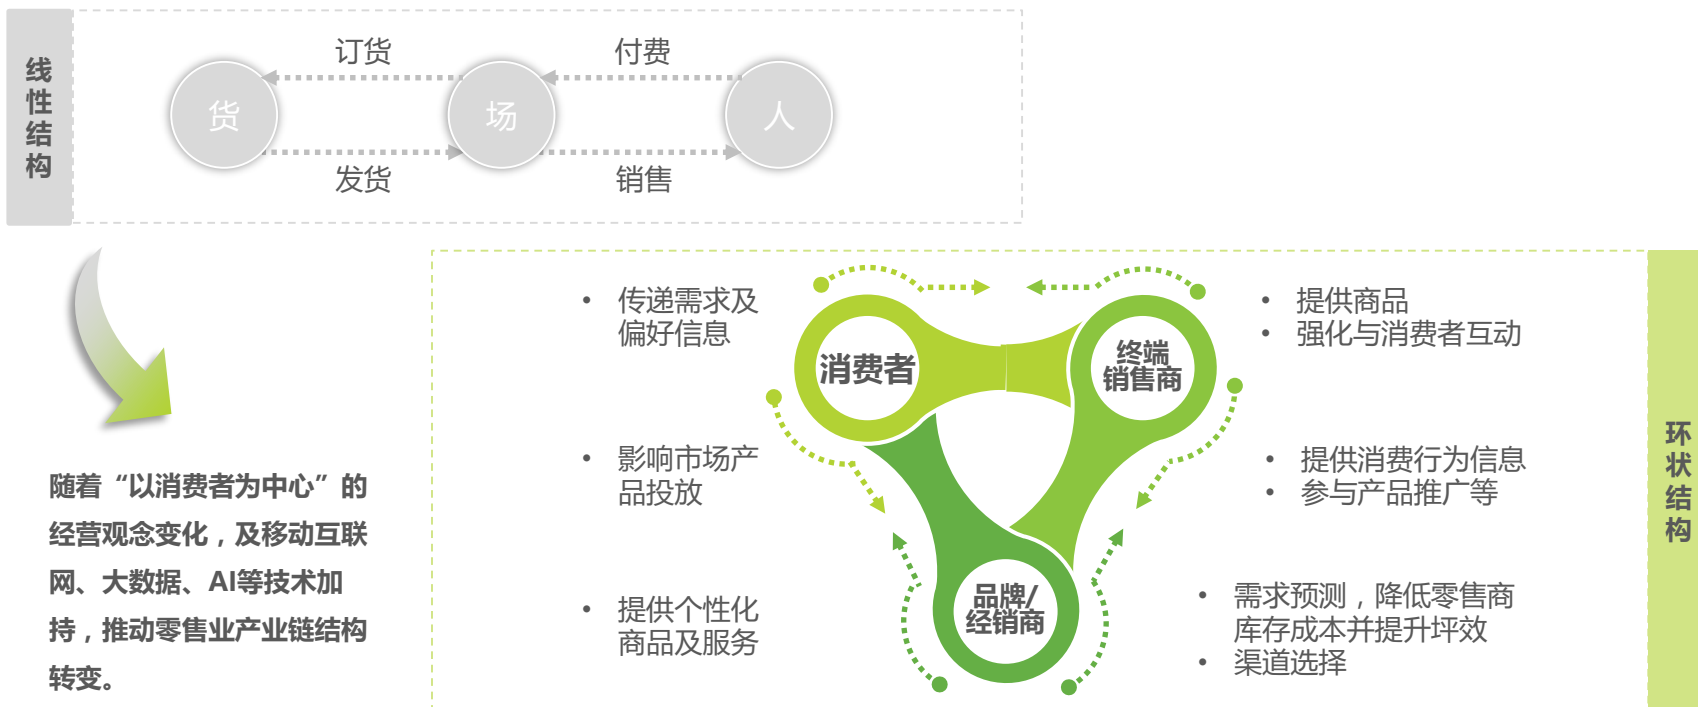 线性结构
订货
付费
货
场
人
发货
销售
随着“以消费者为中心”的
经营观念变化，及移动互联
网、大数据、AI等技术加
持，推动零售业产业链结构
转变。
• 传递需求及
偏好信息
• 影响市场产
品投放
• 提供个性化
商品及服务
消费者
终端
销售商
品牌/
经销商
• 提供商品
• 强化与消费者互动
• 提供消费行为信息
• 参与产品推广等
• 需求预测，降低零售商
库存成本并提升坪效
• 渠道选择
环状结构